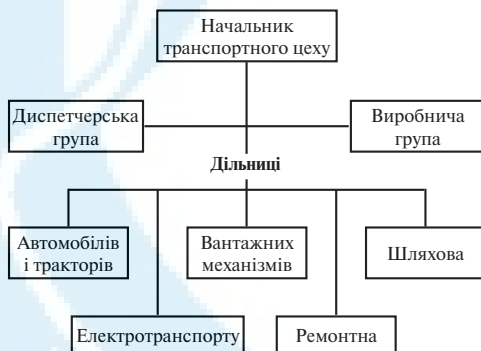 Начальник
транспортного цеху
Диспетчерська
група
Виробнича
група
Дільниці
Автомобілів
і тракторів
Вантажних
механізмів
Шляхова
Електротранспорту
Ремонтна